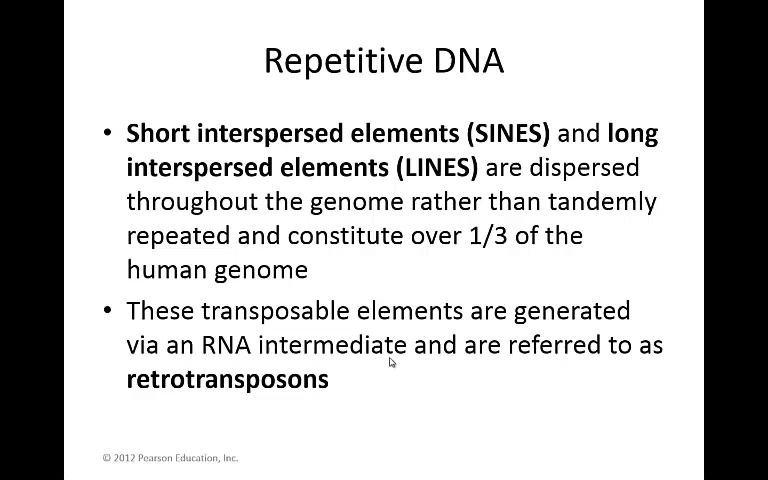 Repetitive DNA
• Short interspersed elements (SINES) and long
interspersed elements (LINES) are dispersed
throughout the genome rather than tandemly
repeated and constitute over 1/3 of the
human genome
• These transposable elements are generated
via an RNA intermediate and are referred to as
retrotransposons
© 2012 Pearson Education, Inc.